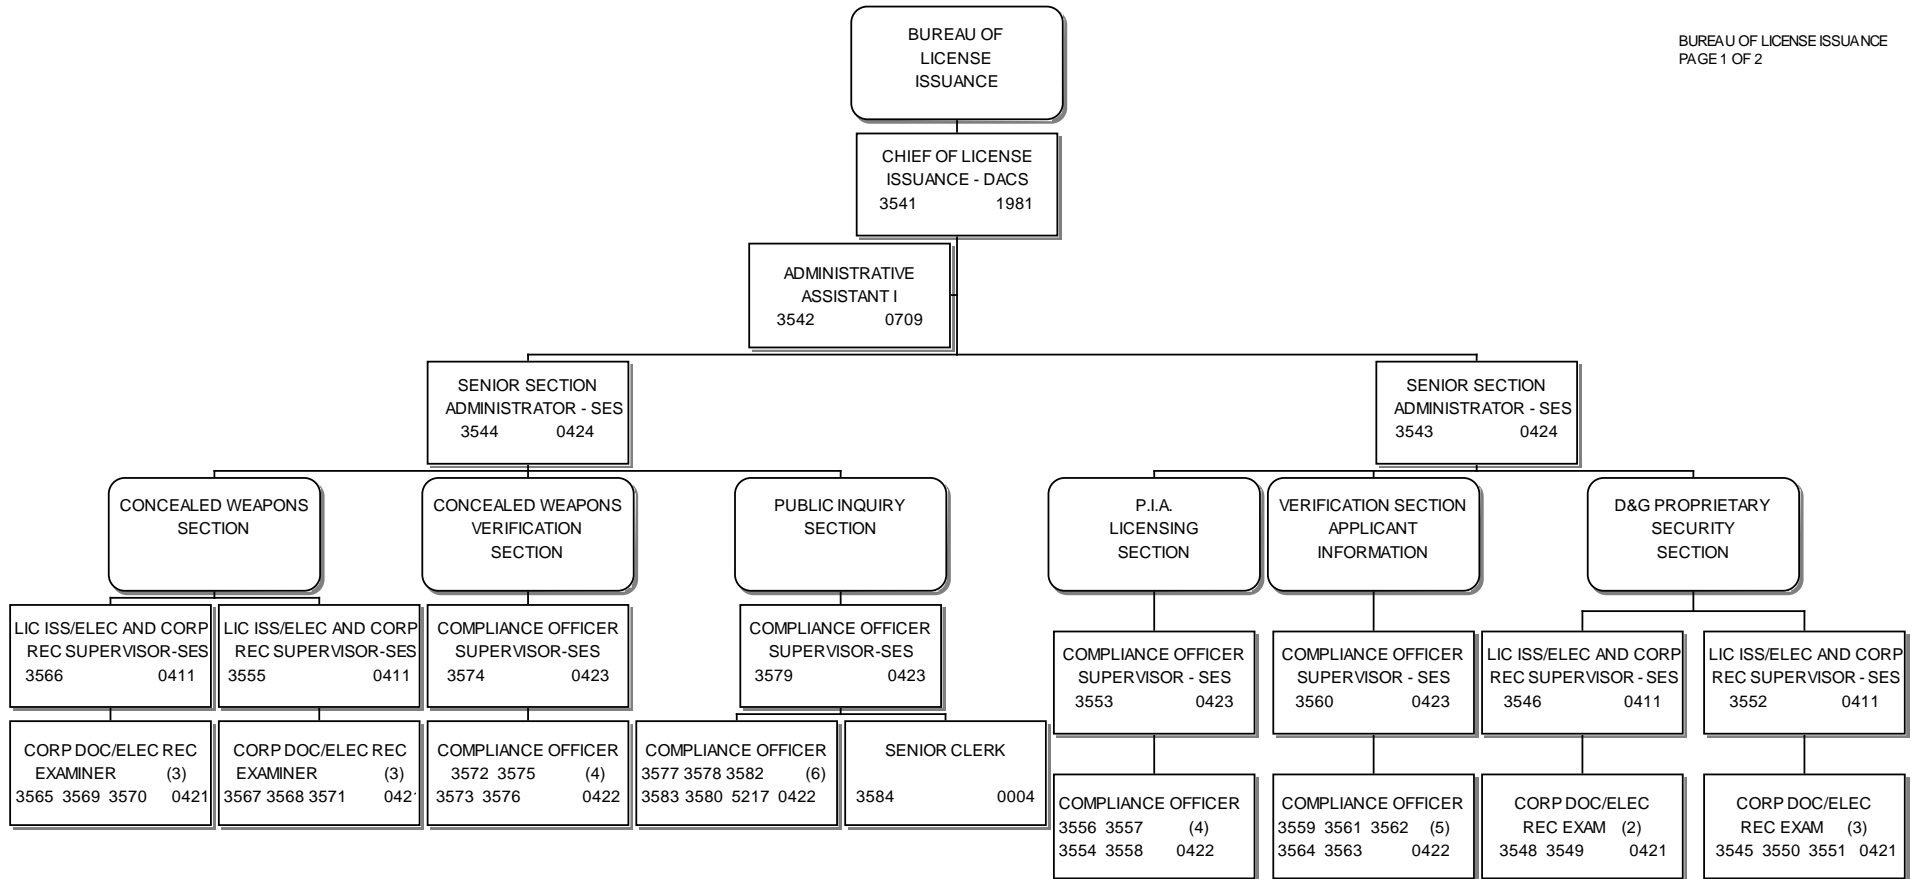 BUREAU OF
LICENSE
ISSUANCE
BUREAU OF LICENSE ISSUANCE
PAGE 1 OF 2
CHIEF OF LICENSE
ISSUANCE - DACS
3541 1981
ADMINISTRATIVE
ASSISTANT I
3542 0709
SENIOR SECTION
ADMINISTRATOR - SES
3544 0424
SENIOR SECTION
ADMINISTRATOR - SES
3543 0424
CONCEALED WEAPONS
SECTION
CONCEALED WEAPONS
VERIFICATION
SECTION
PUBLIC INQUIRY
SECTION
P.I.A.
LICENSING
SECTION
VERIFICATION SECTION
APPLICANT
INFORMATION
D&G PROPRIETARY
SECURITY
SECTION
LIC ISS/ELEC AND CORP
REC SUPERVISOR-SES
3566 0411
LIC ISS/ELEC AND CORP
REC SUPERVISOR-SES
3555 0411
COMPLIANCE OFFICER
SUPERVISOR-SES
3574 0423
COMPLIANCE OFFICER
SUPERVISOR-SES
3579 0423
COMPLIANCE OFFICER
SUPERVISOR - SES
3553 0423
COMPLIANCE OFFICER
SUPERVISOR - SES
3560 0423
LIC ISS/ELEC AND CORP
REC SUPERVISOR - SES
3546 0411
LIC ISS/ELEC AND CORP
REC SUPERVISOR - SES
3552 0411
CORP DOC/ELEC REC
EXAMINER (3)
3565 3569 3570 0421
CORP DOC/ELEC REC
EXAMINER (3)
3567 3568 3571 042
COMPLIANCE OFFICER
3572 3575 (4)
3573 3576 0422
COMPLIANCE OFFICER
3577 3578 3582 (6)
3583 3580 5217 0422
SENIOR CLERK
3584 0004
COMPLIANCE OFFICER
3556 3557 (4)
3554 3558 0422
COMPLIANCE OFFICER
3559 3561 3562 (5)
3564 3563 0422
CORP DOC/ELEC
REC EXAM (2)
3548 3549 0421
CORP DOC/ELEC
REC EXAM (3)
3545 3550 3551 0421